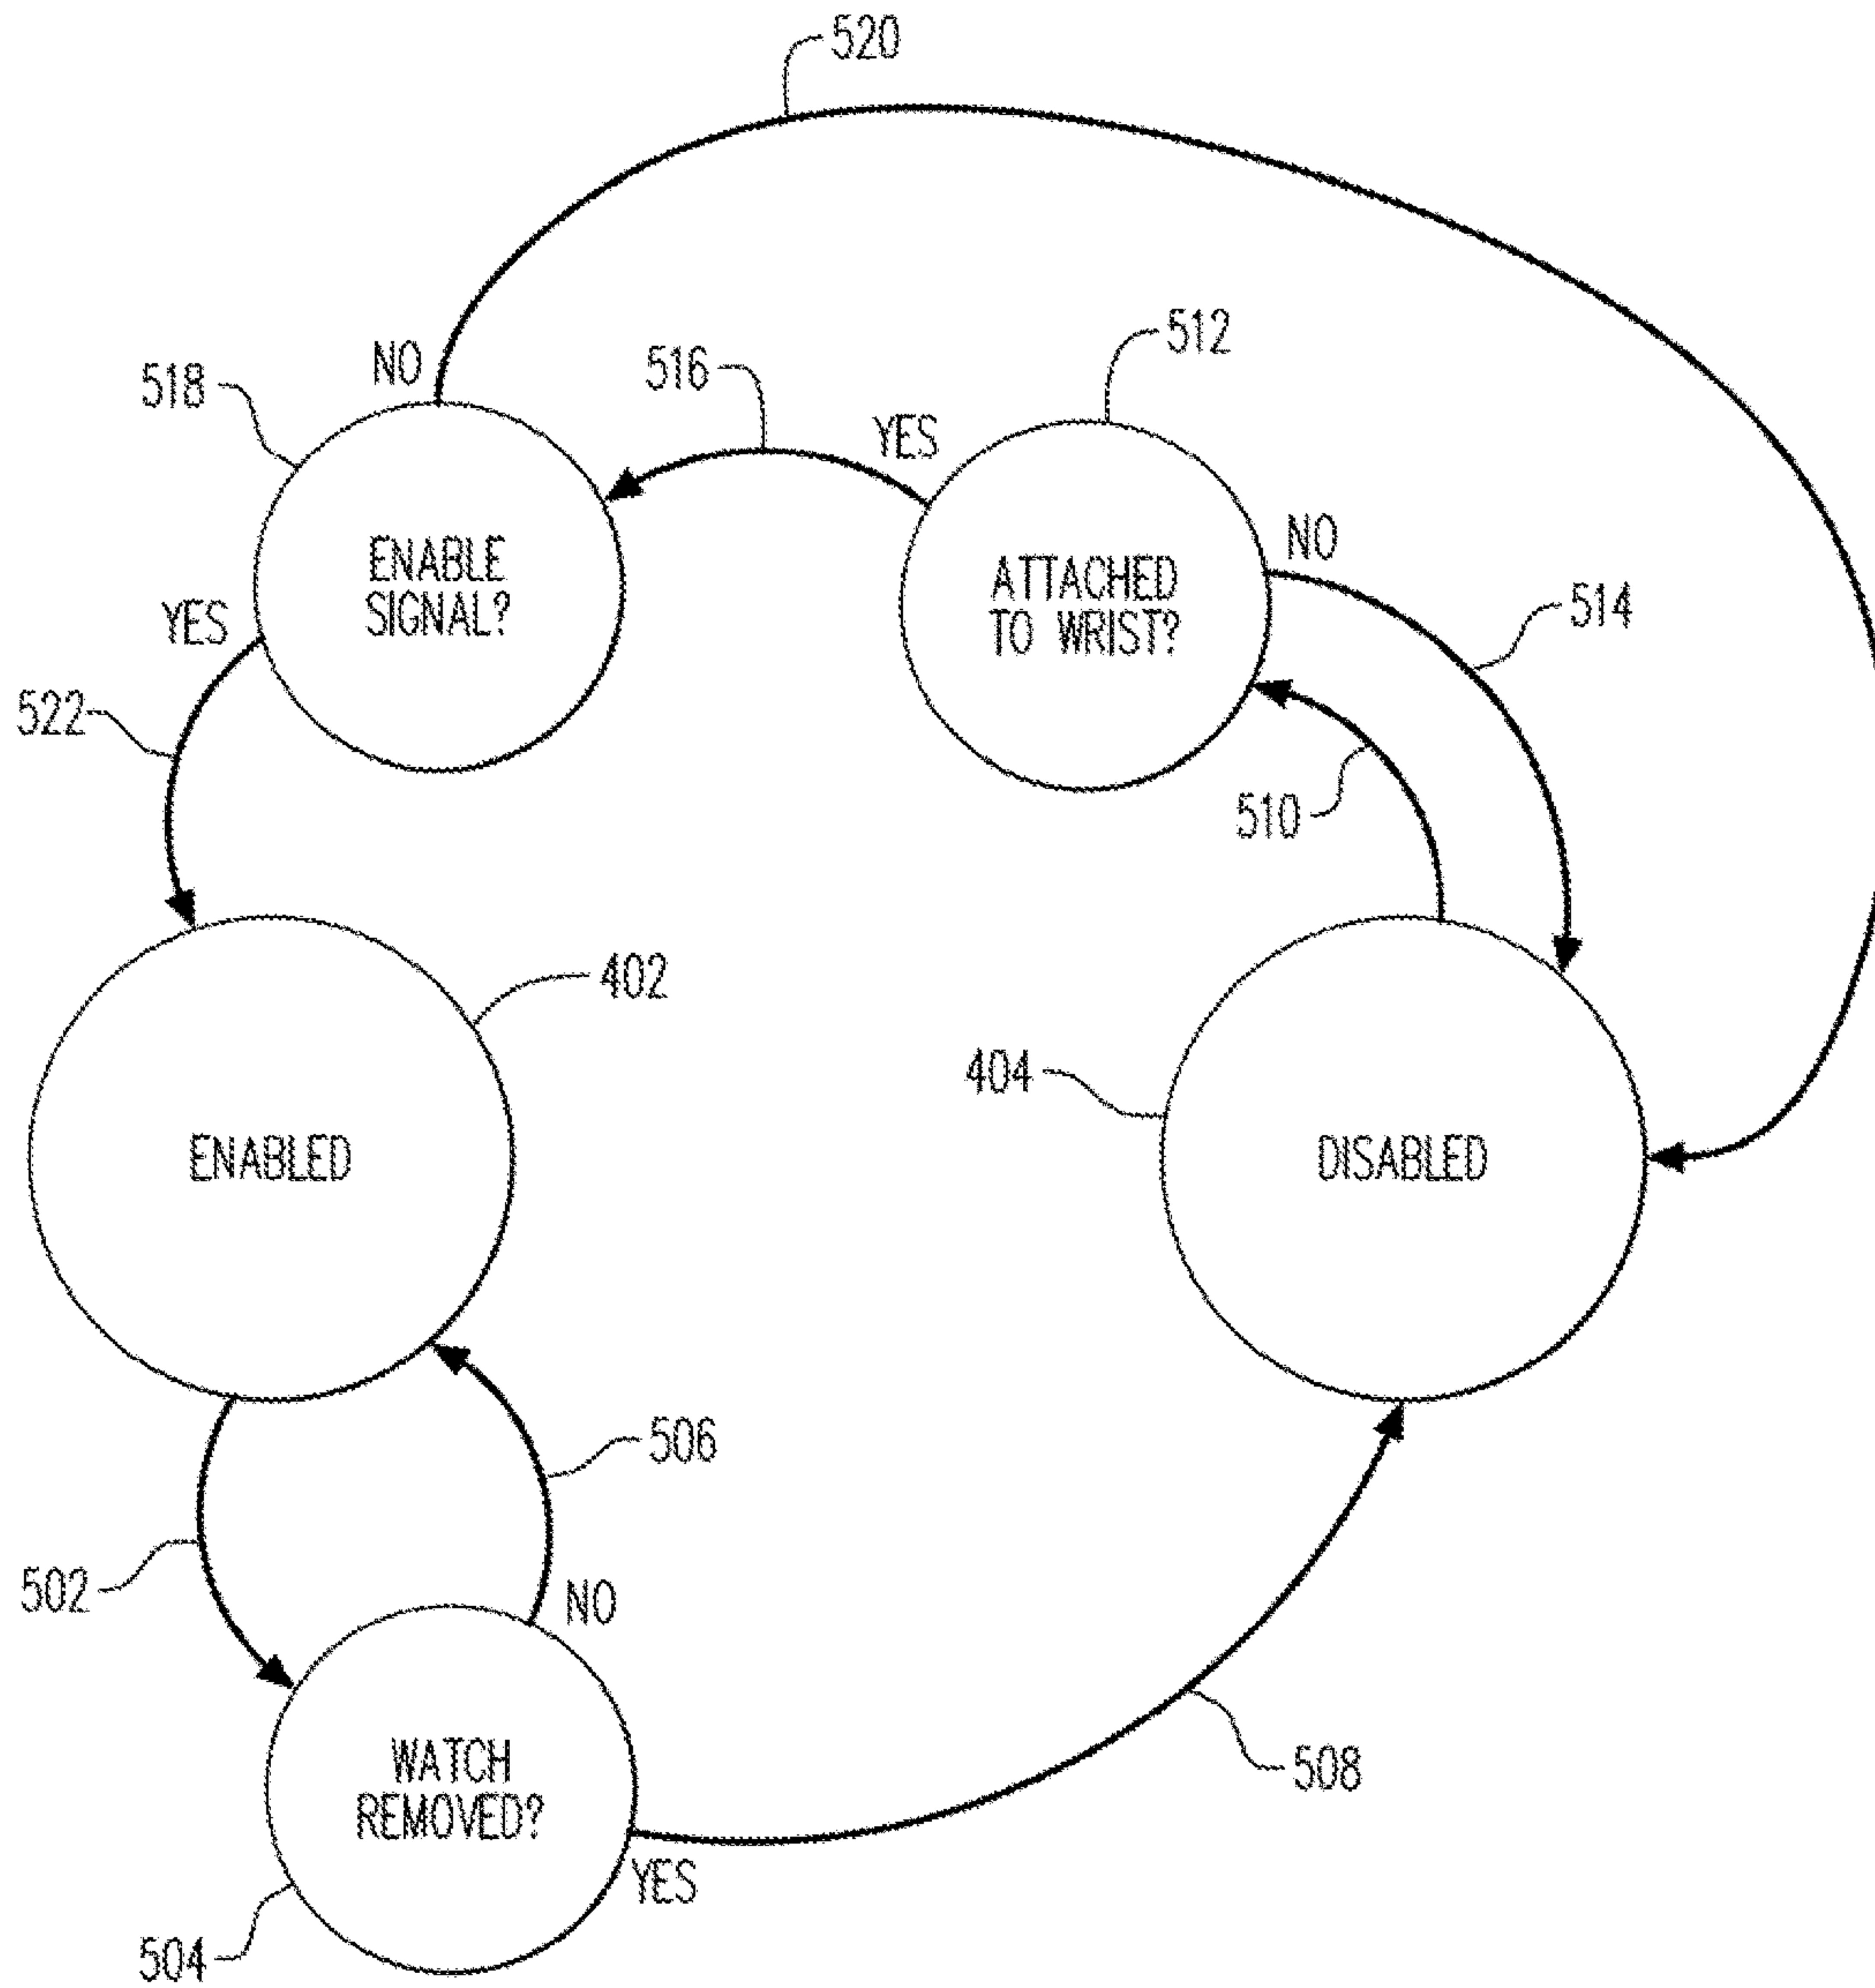 520
NO
518
516
512
YES
ENABLE
SIGNAL?
NO
ATTACHED
TO WRIST?
514
YES
522
510
402
404
ENABLED
DISABLED
506
502
NO
WATCH
REMOVED?
508
YES
504